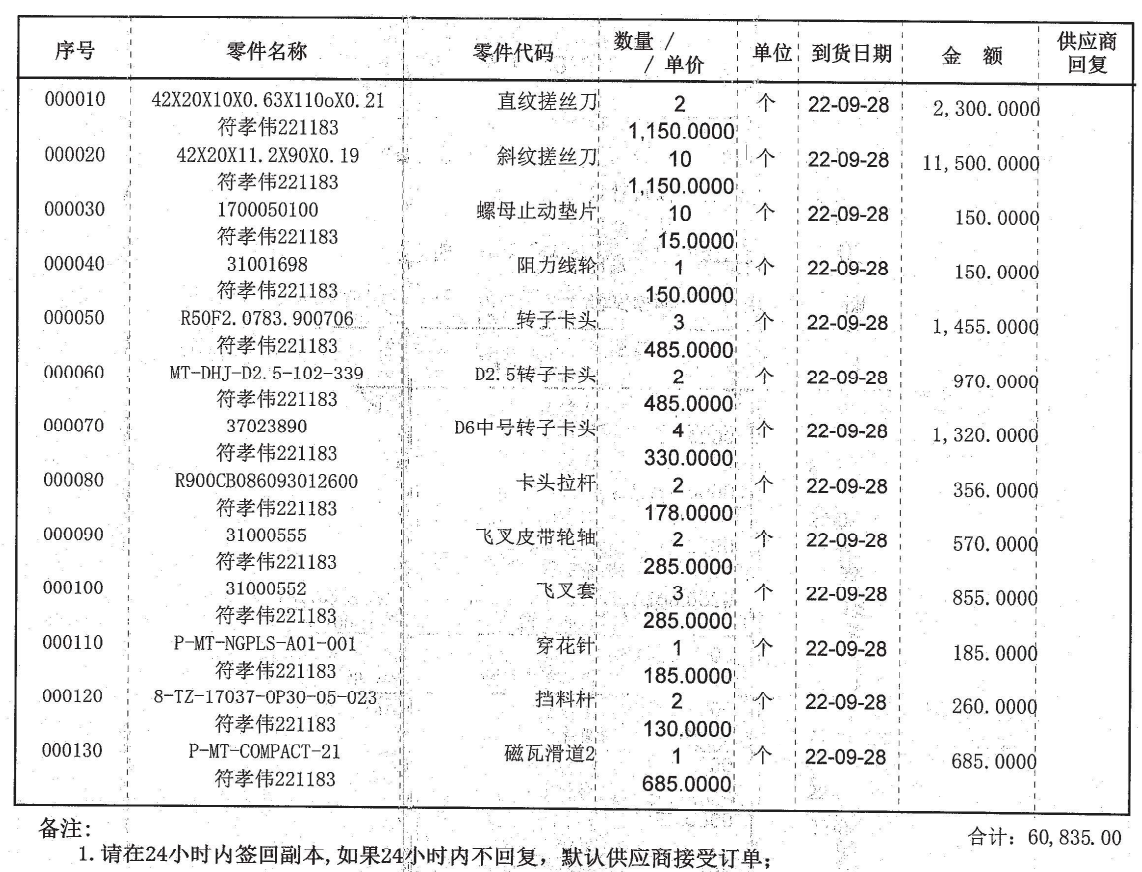 序号 零件名称 零件代码 数量 / / 单价 单位 到货日期 金 额 供应商回复
000010 42X20X10X0.63X110oX0.21 直纹搓丝刀 2 个 22-09-28 2,300.0000
符孝伟221183 1,150.0000
000020 42X20X11.2X90X0.19 斜纹搓丝刀 10 个 22-09-28 11,500.0000
符孝伟221183 1,150.0000
000030 1700050100 螺母止动垫片 10 个 22-09-28 150.0000
符孝伟221183 15.0000
000040 31001698 阻力线轮 1 个 22-09-28 150.0000
符孝伟221183 150.0000
000050 R50F2.0783.900706 转子卡头 3 个 22-09-28 1,455.0000
符孝伟221183 485.0000
000060 MT-DHJ-D2.5-102-339 D2.5转子卡头 2 个 22-09-28 970.0000
符孝伟221183 485.0000
000070 37023890 D6中号转子卡头 4 个 22-09-28 1,320.0000
符孝伟221183 330.0000
000080 R900CB086093012600 卡头拉杆 2 个 22-09-28 356.0000
符孝伟221183 178.0000
000090 31000555 飞叉皮带轮轴 2 个 22-09-28 570.0000
符孝伟221183 285.0000
000100 31000552 飞叉套 3 个 22-09-28 855.0000
符孝伟221183 285.0000
000110 P-MT-NGPLS-A01-001 穿花针 1 个 22-09-28 185.0000
符孝伟221183 185.0000
000120 8-TZ-17037-0P30-05-023 挡料杆 2 个 22-09-28 260.0000
符孝伟221183 130.0000
000130 P-MT-COMPACT-21 磁瓦滑道2 1 个 22-09-28 685.0000
符孝伟221183 685.0000
备注: 合计: 60,835.00
1.请在24小时内签回副本,如果24小时内不回复，默认供应商接受订单;